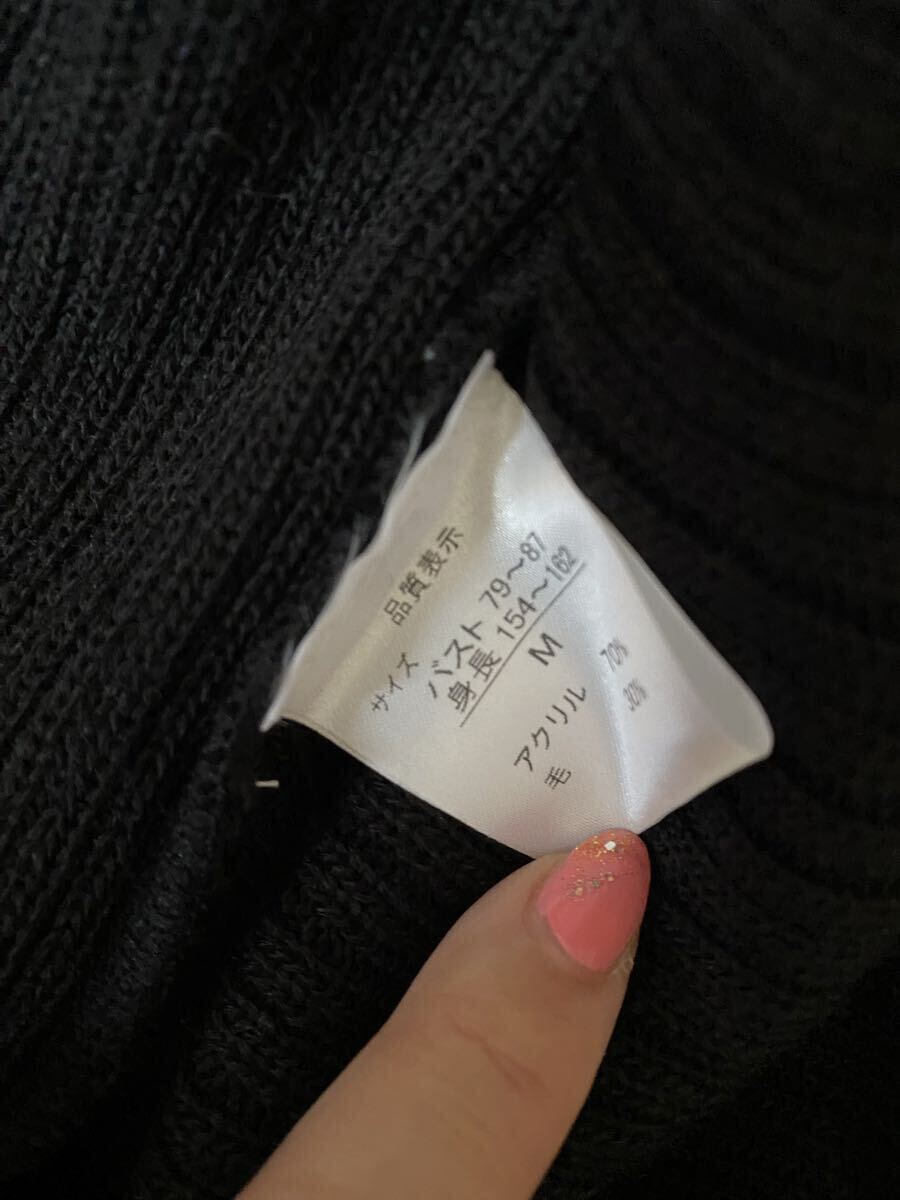 品質表示
サイズ
バスト 79～87
身長 154～162
M
アクリル 70%
毛 30%